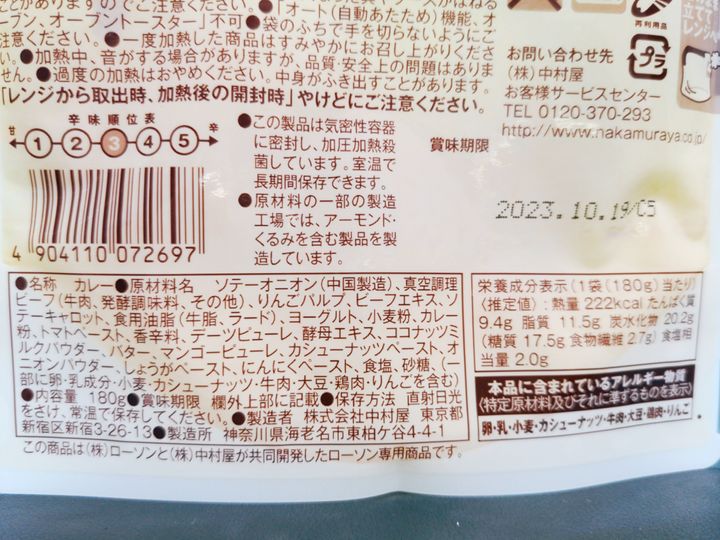 ことがありますのでご注意ください。●「オート(自動あたため)機能、オ
ーブン、オーブントースター」不可●袋のふちで手を切らないようにご
注意ください。●一度加熱した商品はすみやかにお召し上がりくださ
い。●加熱中、音がする場合がありますが、品質・安全上の問題はありま
せん。●過度の加熱はおやめください。中身がふき出すことがあります。
「レンジから取出時、加熱後の開封時」やけどにご注意ください。
再利用品
立てて
プラ
お問い合わせ先
(株)中村屋
お客様サービスセンター
TEL 0120-370-293
http://www.nakamuraya.co.jp/
辛味順位表
甘 1 2 3 4 5 辛
4 904110 072697
●この製品は気密性容器
に密封し、加圧加熱殺
菌しています。室温で
長期間保存できます。
●原材料の一部の製造
工場では、アーモンド・
くるみを含む製品を製
造しています。
賞味期限
2023.10.19/C5
●名称 カレー●原材料名 ソテーオニオン(中国製造)、真空調理
ビーフ(牛肉、発酵調味料、その他)、りんごパルプ、ビーフエキス、ソ
テーキャロット、食用油脂(牛脂、ラード)、ヨーグルト、小麦粉、カレー
粉、トマトペースト、香辛料、デーツピューレ、酵母エキス、ココナッツミ
ルクパウダー、バター、マンゴーピューレ、カシューナッツペースト、オ
ニオンパウダー、しょうがペースト、にんにくペースト、食塩、砂糖、(一
部に卵・乳成分・小麦・カシューナッツ・牛肉・大豆・鶏肉・りんごを含む)
●内容量 180g●賞味期限 欄外上部に記載●保存方法 直射日光
をさけ、常温で保存してください。●製造者 株式会社中村屋 東京都
新宿区新宿3-26-13●製造所 神奈川県海老名市東柏ケ谷4-4-1
この商品は(株)ローソンと(株)中村屋が共同開発したローソン専用商品です。
栄養成分表示(1袋(180g)当たり)
〈推定値〉:熱量 222kcal たんぱく質
9.4g 脂質 11.5g 炭水化物 20.2g
(糖質 17.5g 食物繊維 2.7g) 食塩相
当量 2.0g
本品に含まれているアレルギー物質
〈特定原材料及びそれに準ずるものを表示〉
卵・乳・小麦・カシューナッツ・牛肉・大豆・鶏肉・りんご